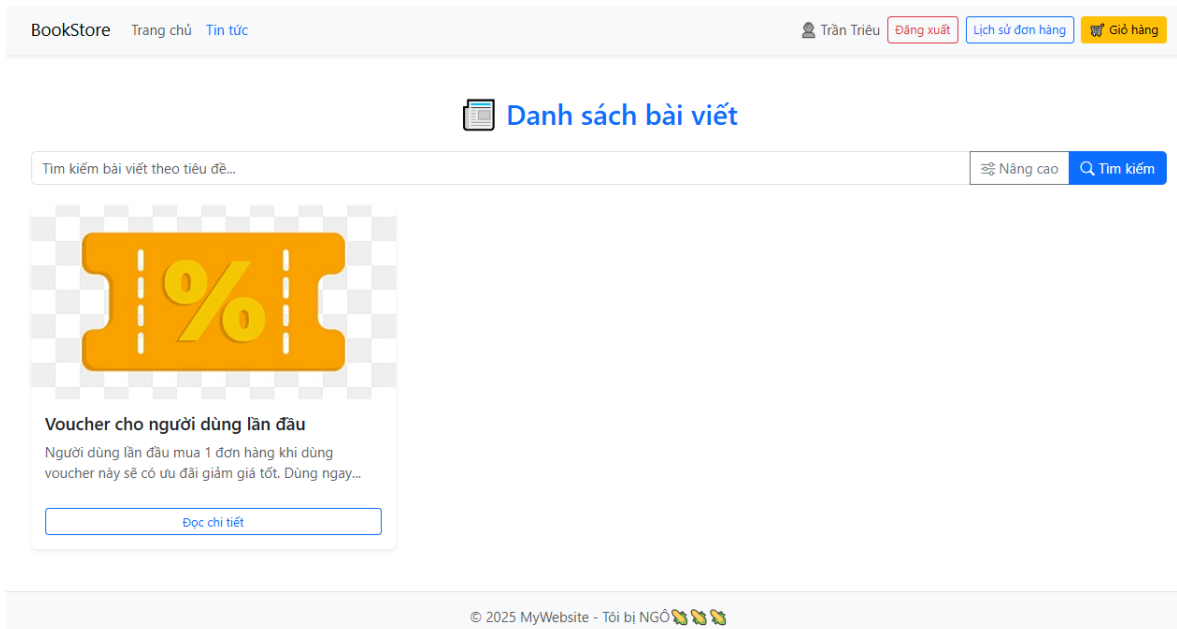 BookStore Trang chủ Tin tức Trần Triêu Đăng xuất Lịch sử đơn hàng Giỏ hàng
Danh sách bài viết
Tìm kiếm bài viết theo tiêu đề... Nâng cao Tìm kiếm
%
Voucher cho người dùng lần đầu
Người dùng lần đầu mua 1 đơn hàng khi dùng
voucher này sẽ có ưu đãi giảm giá tốt. Dùng ngay...
Đọc chi tiết
© 2025 MyWebsite - Tôi bị NGÔ🌽🌽🌽